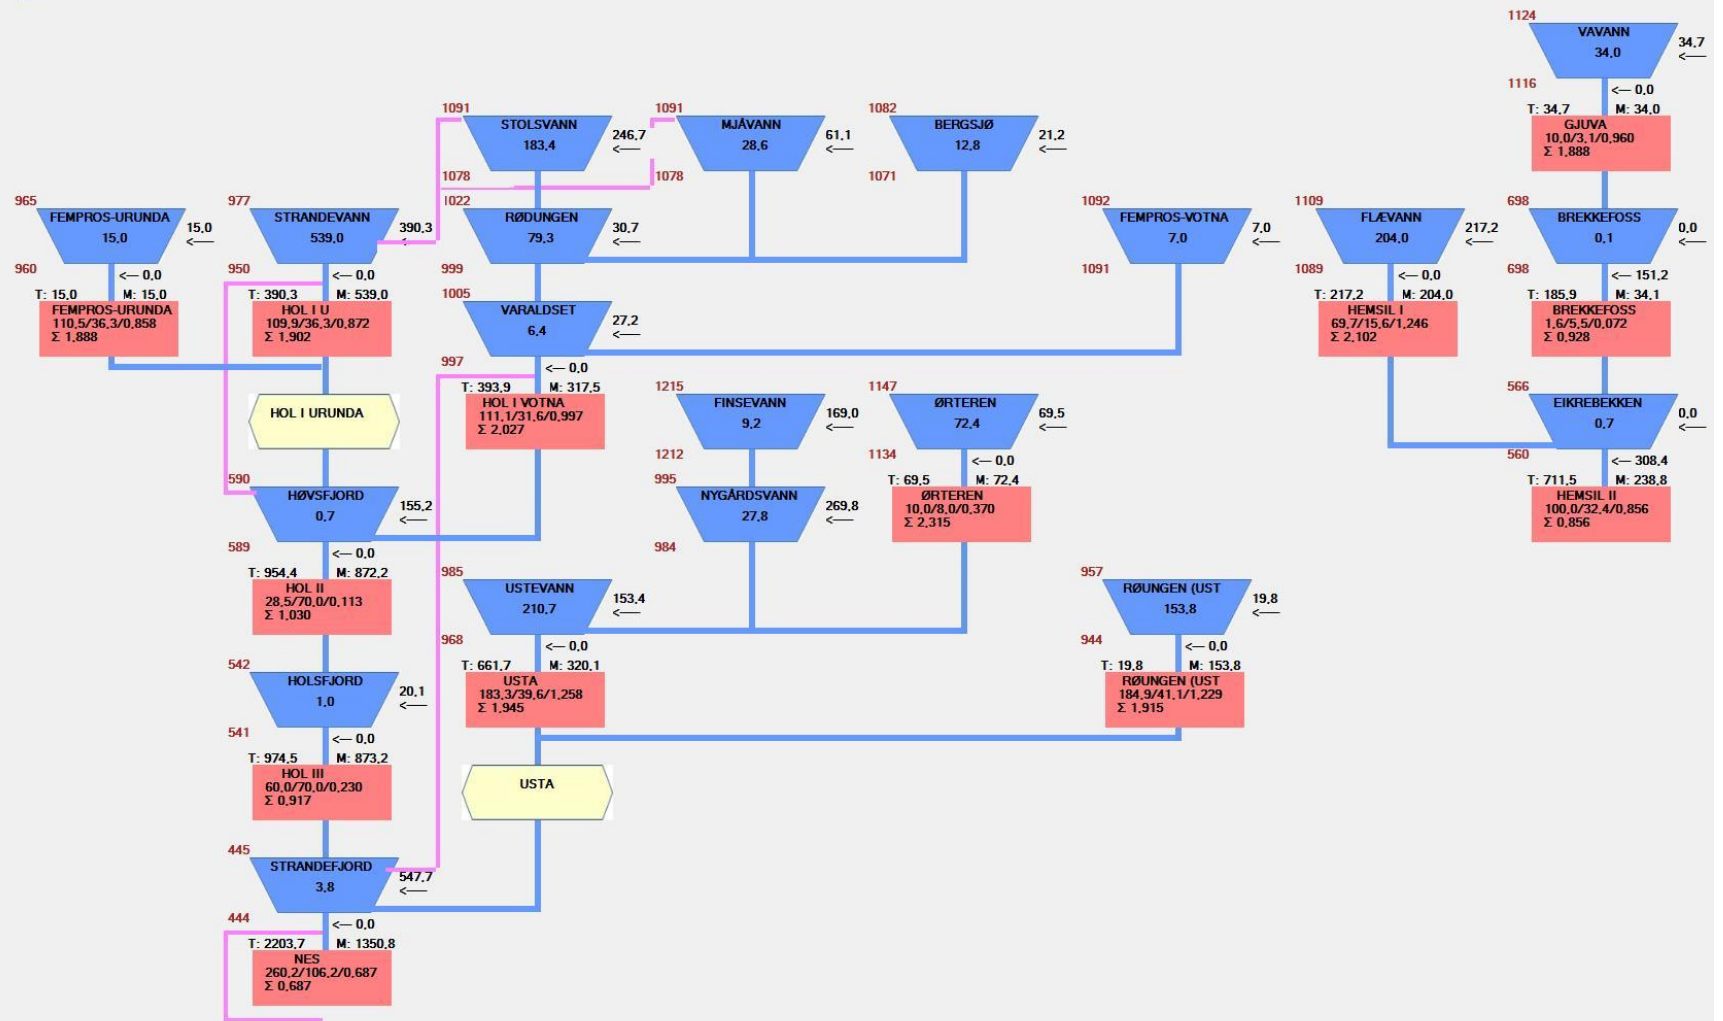 1124
VAVANN
34,0
34,7
<—
1116
<— 0,0
T: 34,7 M: 34,0
GJUVA
10,0/3,1/0,960
Σ 1,888
1091
STOLSVANN
183,4
246,7
<—
1078
1091
MJÅVANN
28,6
61,1
<—
1078
1082
BERGSJØ
12,8
21,2
<—
1071
965
FEMPROS-URUNDA
15,0
15,0
<—
960
<— 0,0
T: 15,0 M: 15,0
FEMPROS-URUNDA
110,5/36,3/0,858
Σ 1,888
977
STRANDEVANN
539,0
390,3
<—
950
<— 0,0
T: 390,3 M: 539,0
HOL I U
109,9/36,3/0,872
Σ 1,902
1022
RØDUNGEN
79,3
30,7
<—
999
1092
FEMPROS-VOTNA
7,0
7,0
<—
1091
1109
FLÆVANN
204,0
217,2
<—
1089
<— 0,0
T: 217,2 M: 204,0
HEMSIL I
69,7/15,6/1,246
Σ 2,102
698
BREKKEFOSS
0,1
0,0
<—
698
<— 151,2
T: 185,9 M: 34,1
BREKKEFOSS
1,6/5,5/0,072
Σ 0,928
1005
VARALDSET
6,4
27,2
<—
997
<— 0,0
T: 393,9 M: 317,5
HOL I VOTNA
111,1/31,6/0,997
Σ 2,027
HOL I URUNDA
1215
FINSEVANN
9,2
169,0
<—
1212
1147
ØRTEREN
72,4
69,5
<—
1134
<— 0,0
T: 69,5 M: 72,4
ØRTEREN
10,0/8,0/0,370
Σ 2,315
566
EIKREBEKKEN
0,7
0,0
<—
560
<— 308,4
T: 711,5 M: 238,8
HEMSIL II
100,0/32,4/0,856
Σ 0,856
590
HØVSFJORD
0,7
155,2
<—
589
<— 0,0
T: 954,4 M: 872,2
HOL II
28,5/70,0/0,113
Σ 1,030
995
NYGÅRDSVANN
27,8
269,8
<—
984
985
USTEVANN
210,7
153,4
<—
968
<— 0,0
T: 661,7 M: 320,1
USTA
183,3/39,6/1,258
Σ 1,945
957
RØUNGEN (UST
153,8
19,8
<—
944
<— 0,0
T: 19,8 M: 153,8
RØUNGEN (UST
184,9/41,1/1,229
Σ 1,915
542
HOLSFJORD
1,0
20,1
<—
541
<— 0,0
T: 974,5 M: 873,2
HOL III
60,0/70,0/0,230
Σ 0,917
USTA
445
STRANDEFJORD
3,8
547,7
<—
444
<— 0,0
T: 2203,7 M: 1350,8
NES
260,2/106,2/0,687
Σ 0,687